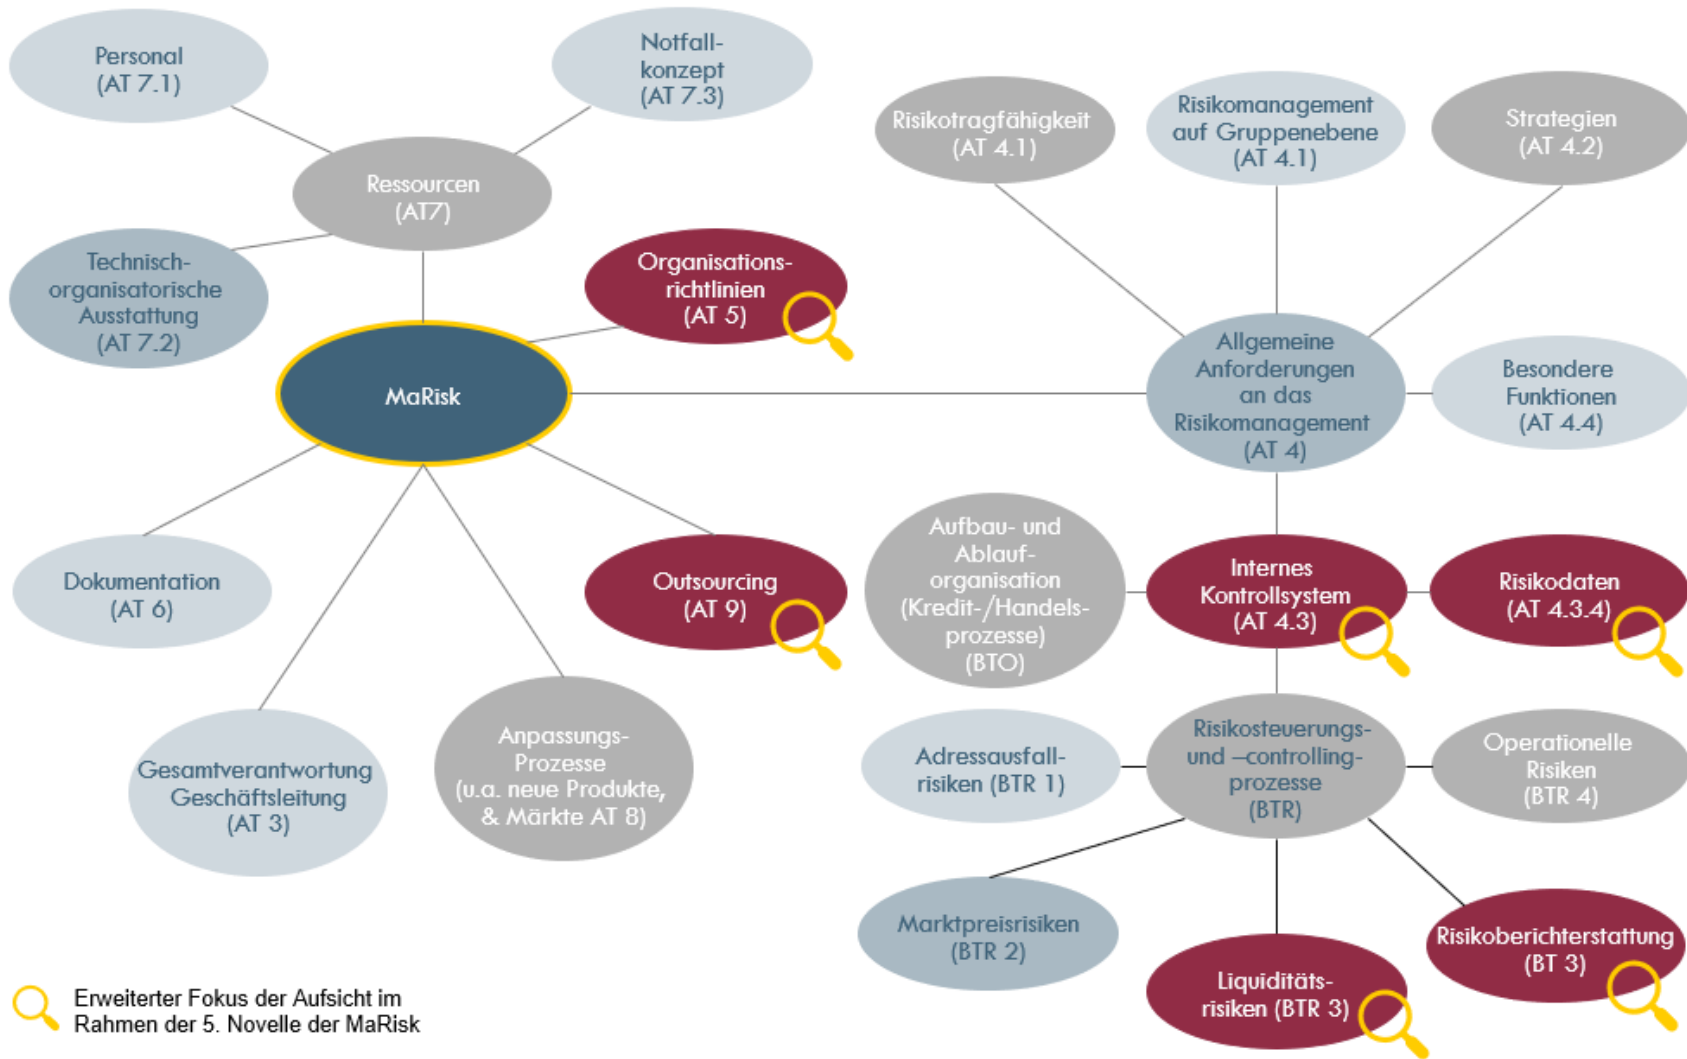 Personal
(AT 7.1)
Notfall-
konzept
(AT 7.3)
Ressourcen
(AT7)
Technisch-
organisatorische
Ausstattung
(AT 7.2)
Organisations-
richtlinien
(AT 5)
MaRisk
Dokumentation
(AT 6)
Outsourcing
(AT 9)
Gesamtverantwortung
Geschäftsleitung
(AT 3)
Anpassungs-
Prozesse
(u.a. neue Produkte,
& Märkte AT 8)
Risikotragfähigkeit
(AT 4.1)
Risikomanagement
auf Gruppenebene
(AT 4.1)
Strategien
(AT 4.2)
Allgemeine
Anforderungen
an das
Risikomanagement
(AT 4)
Besondere
Funktionen
(AT 4.4)
Aufbau- und
Ablauf-
organisation
(Kredit-/Handels-
prozesse)
(BTO)
Internes
Kontrollsystem
(AT 4.3)
Risikodaten
(AT 4.3.4)
Adressausfall-
risiken (BTR 1)
Risikosteuerungs-
und –controlling-
prozesse
(BTR)
Operationelle
Risiken
(BTR 4)
Marktpreisrisiken
(BTR 2)
Liquiditäts-
risiken (BTR 3)
Risikoberichterstattung
(BT 3)
Erweiterter Fokus der Aufsicht im
Rahmen der 5. Novelle der MaRisk